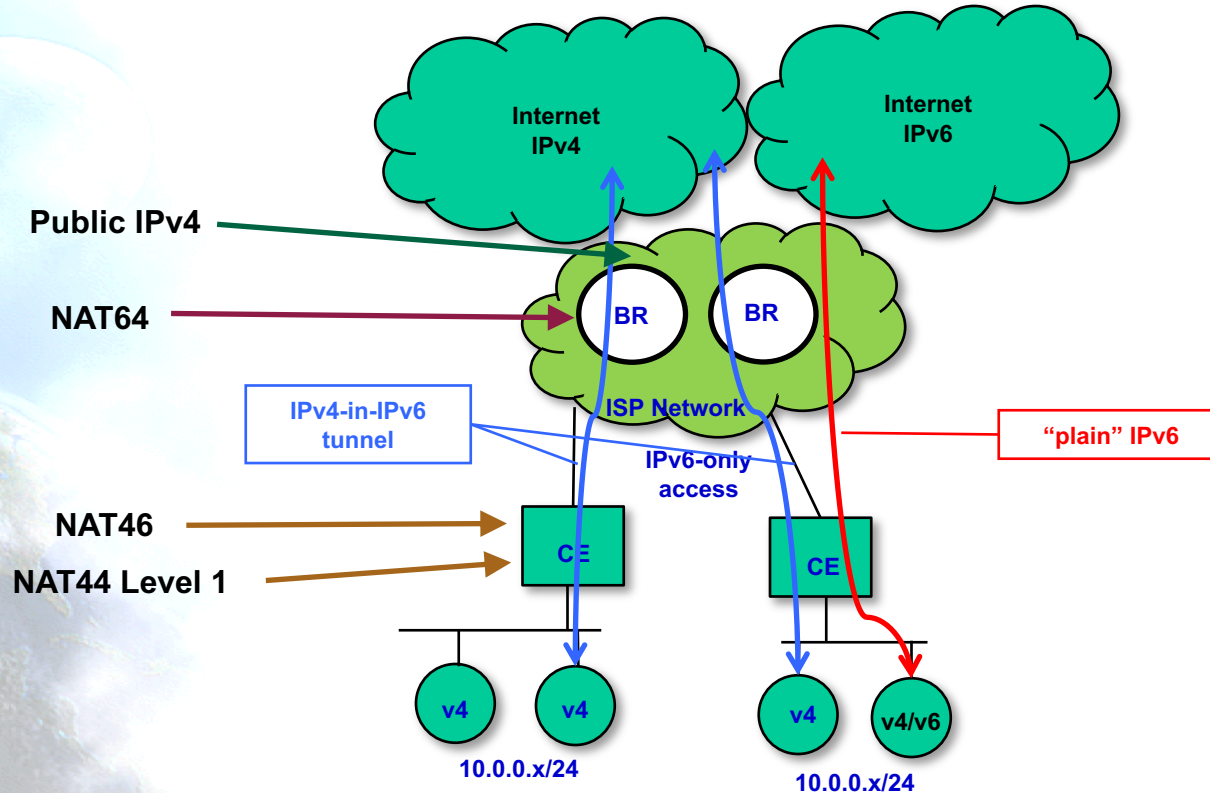 Internet
IPv4
Internet
IPv6
Public IPv4
NAT64
BR
BR
IPv4-in-IPv6
tunnel
ISP Network
“plain” IPv6
IPv6-only
access
NAT46
NAT44 Level 1
CE
CE
v4
v4
v4
v4/v6
10.0.0.x/24
10.0.0.x/24